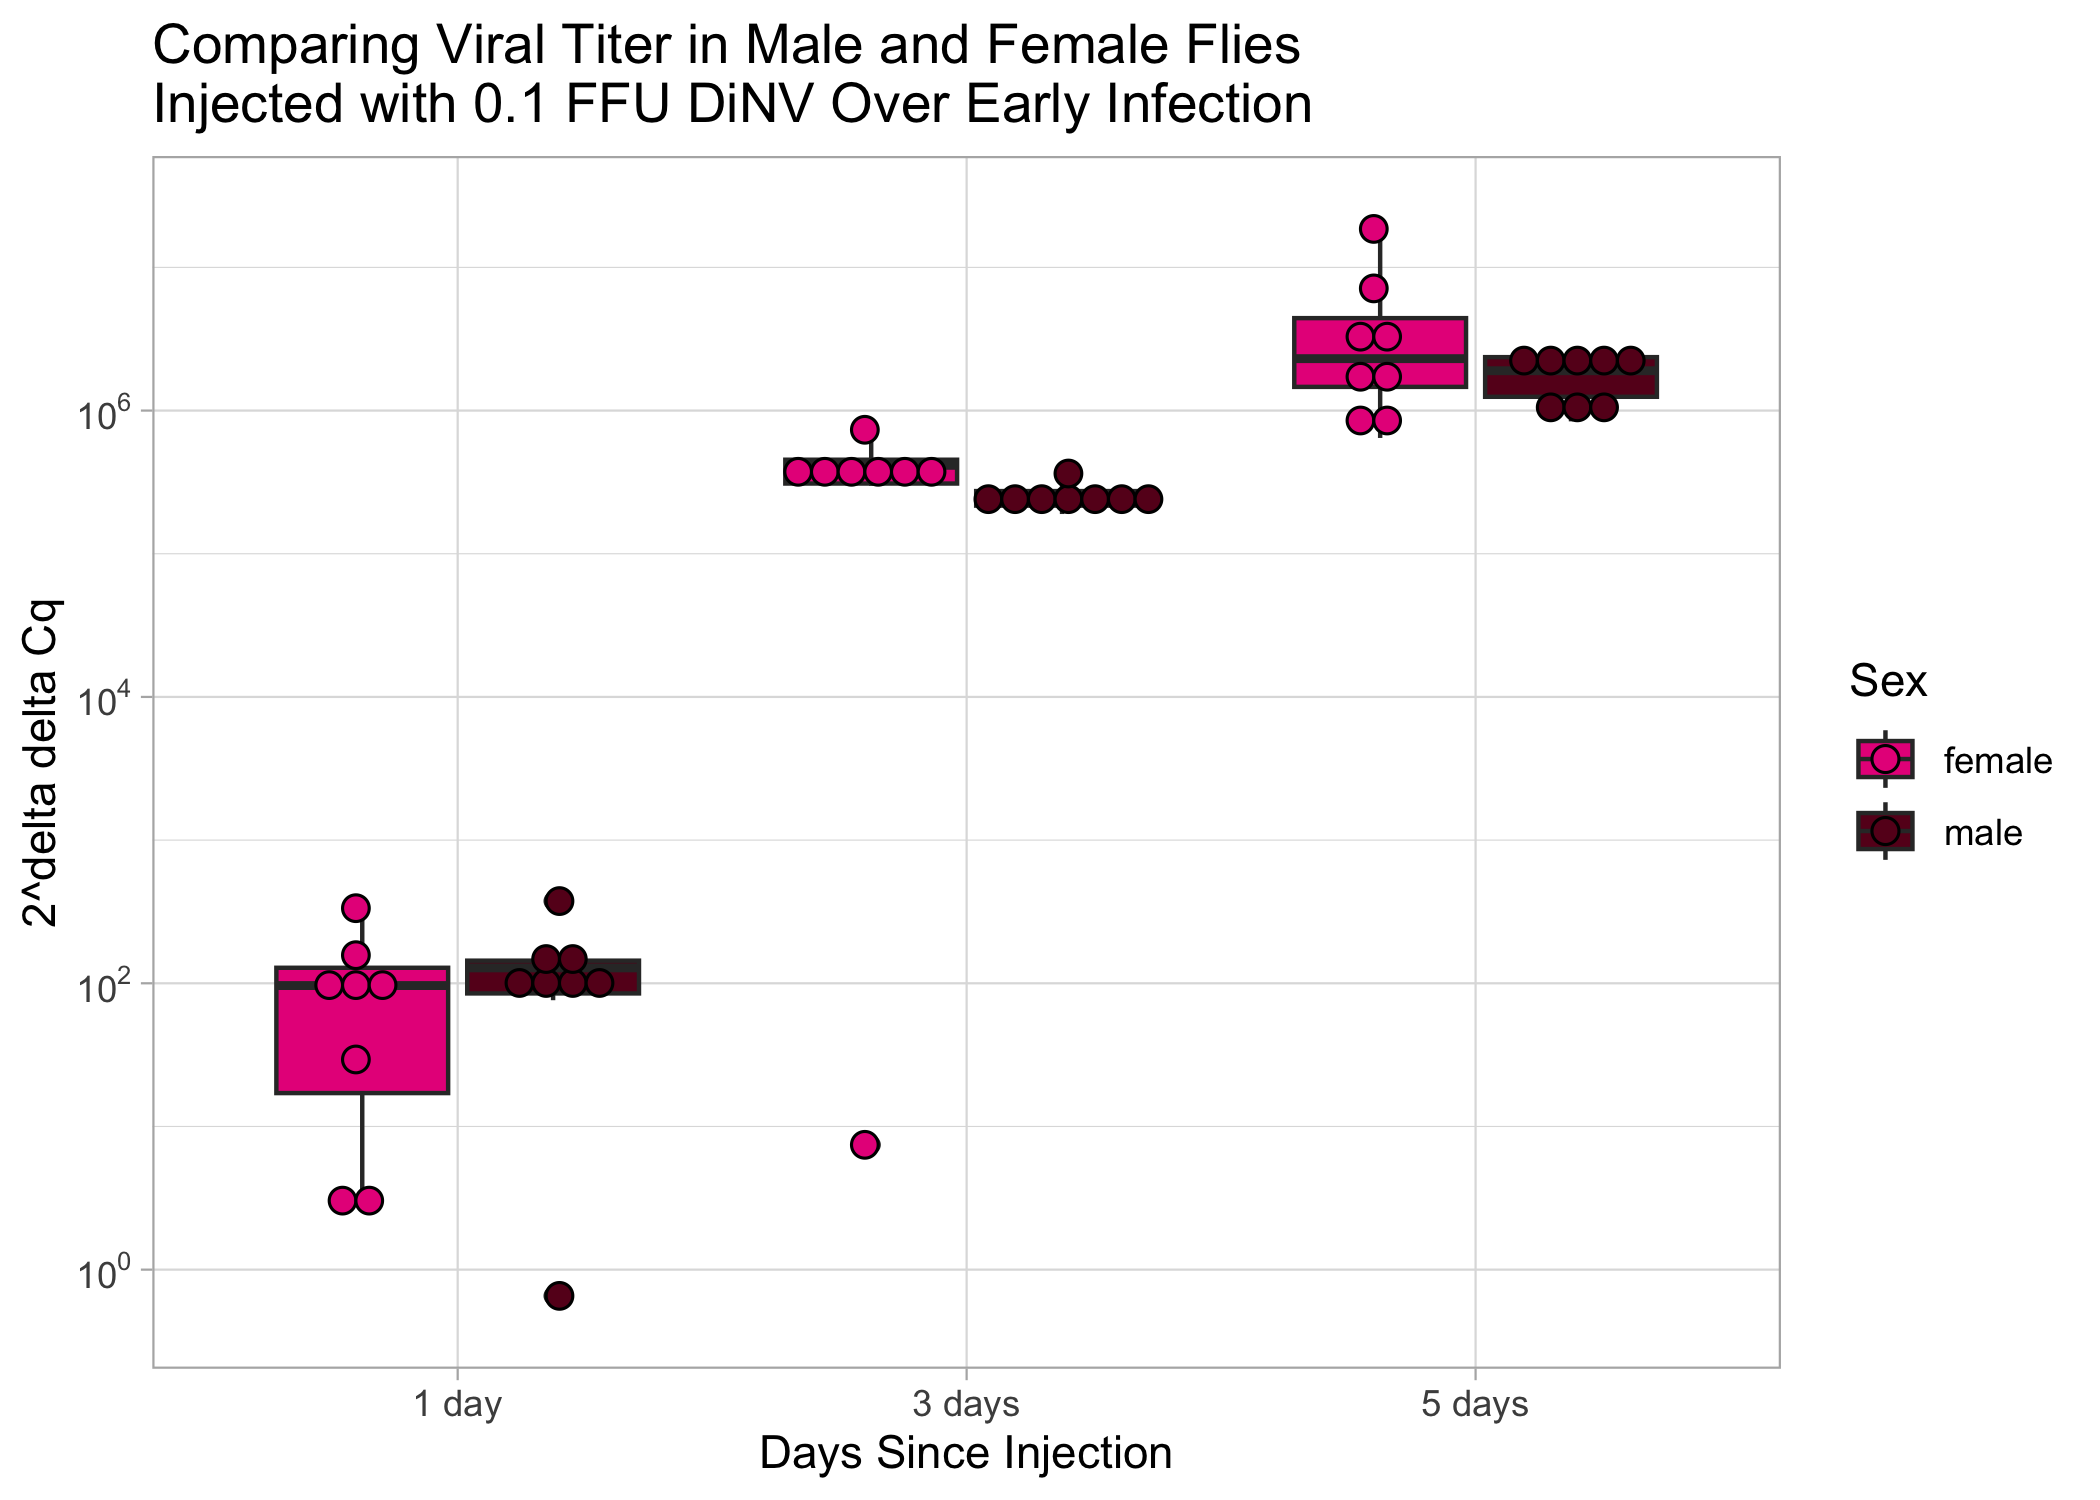 Comparing Viral Titer in Male and Female Flies
Injected with 0.1 FFU DiNV Over Early Infection
2^delta delta Cq
10^6
10^4
10^2
10^0
1 day
3 days
5 days
Days Since Injection
Sex
female
male